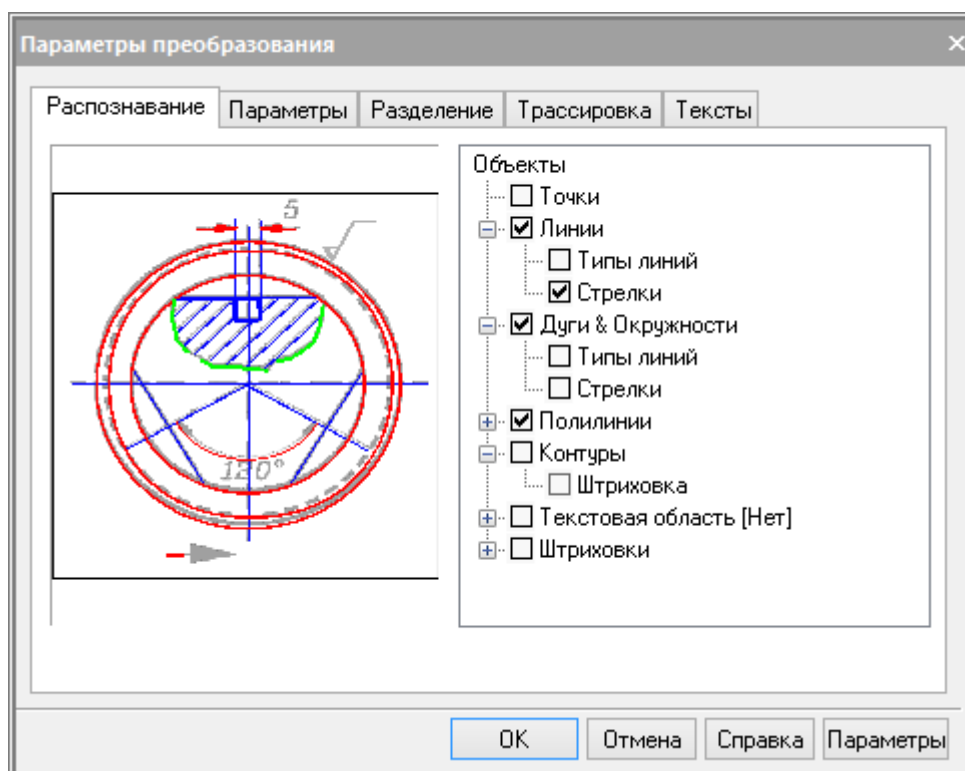 Параметры преобразования
Распознавание Параметры Разделение Трассировка Тексты
5
120°
Объекты
Точки
Линии
Типы линий
Стрелки
Дуги & Окружности
Типы линий
Стрелки
Полилинии
Контуры
Штриховка
Текстовая область [Нет]
Штриховки
OK Отмена Справка Параметры